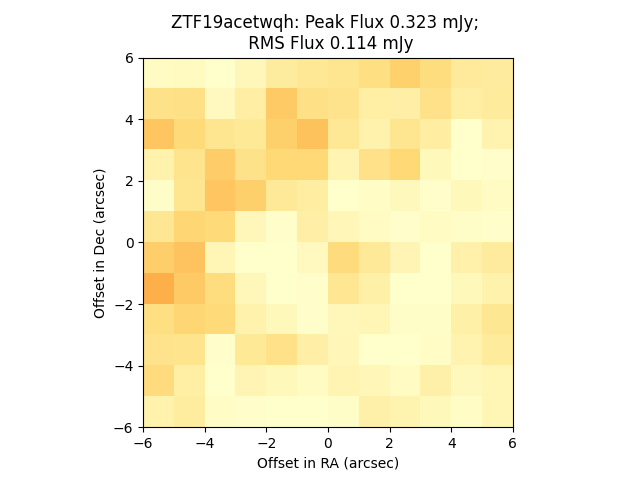 ZTF19acetwqh: Peak Flux 0.323 mJy;
RMS Flux 0.114 mJy
6
4
2
0
−2
−4
−6
Offset in Dec (arcsec)
−6 −4 −2 0 2 4 6
Offset in RA (arcsec)